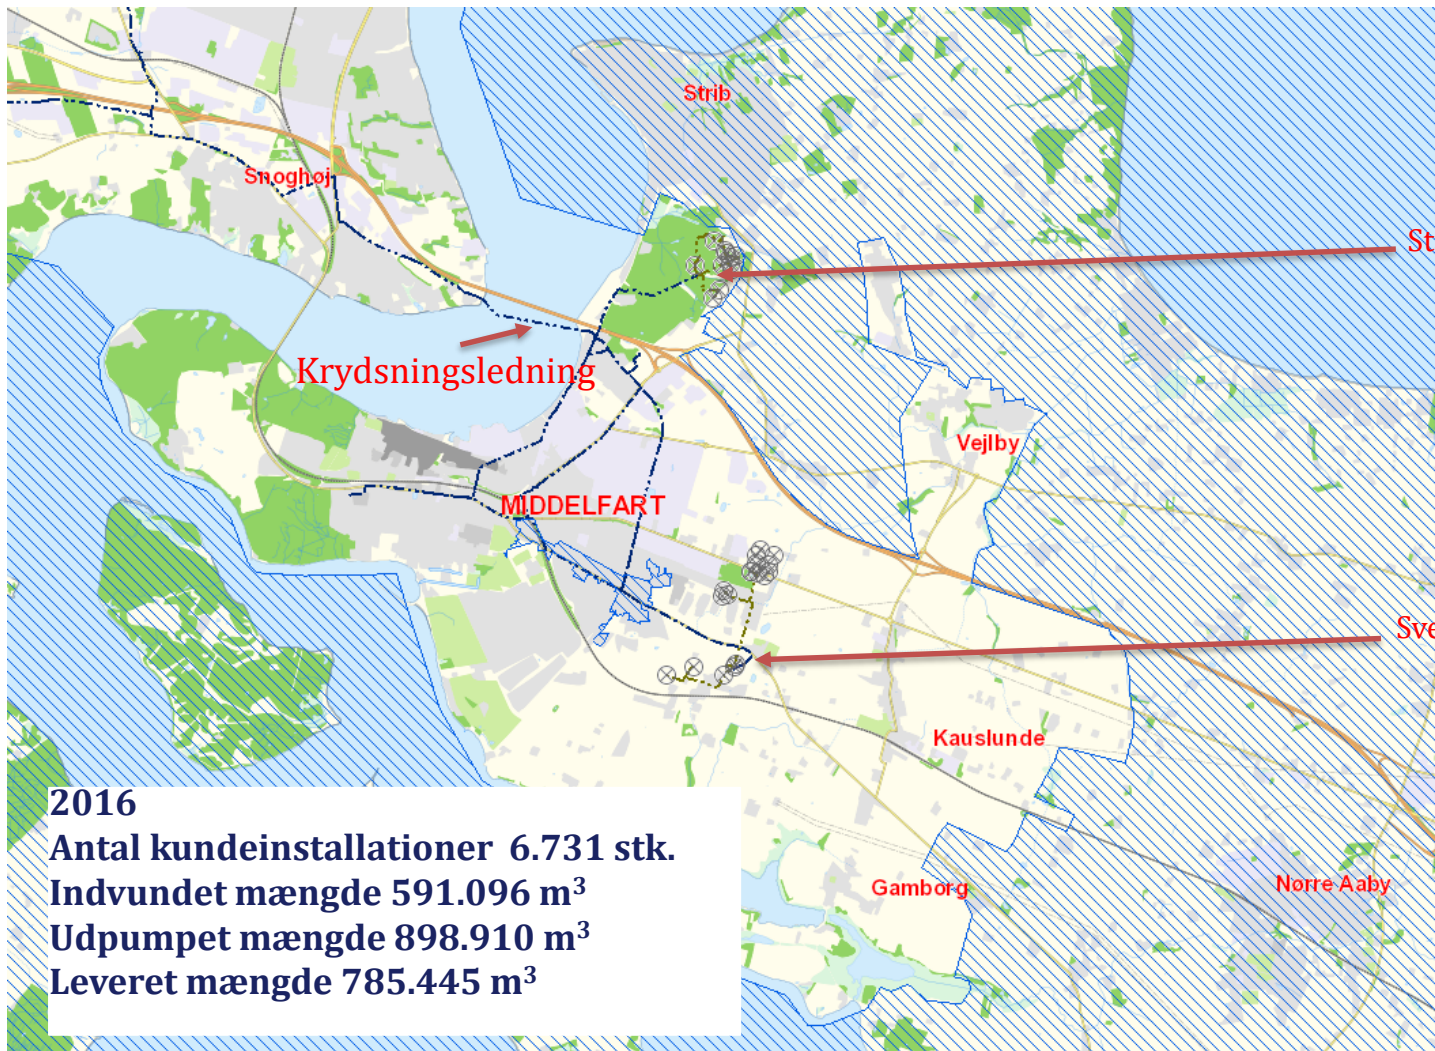 Strib
Snoghøj
St
Krydsningsledning
Vejlby
MIDDELFART
Sve
Kauslunde
Gamborg
Nørre Aaby
2016
Antal kundeinstallationer 6.731 stk.
Indvundet mængde 591.096 m³
Udpumpet mængde 898.910 m³
Leveret mængde 785.445 m³